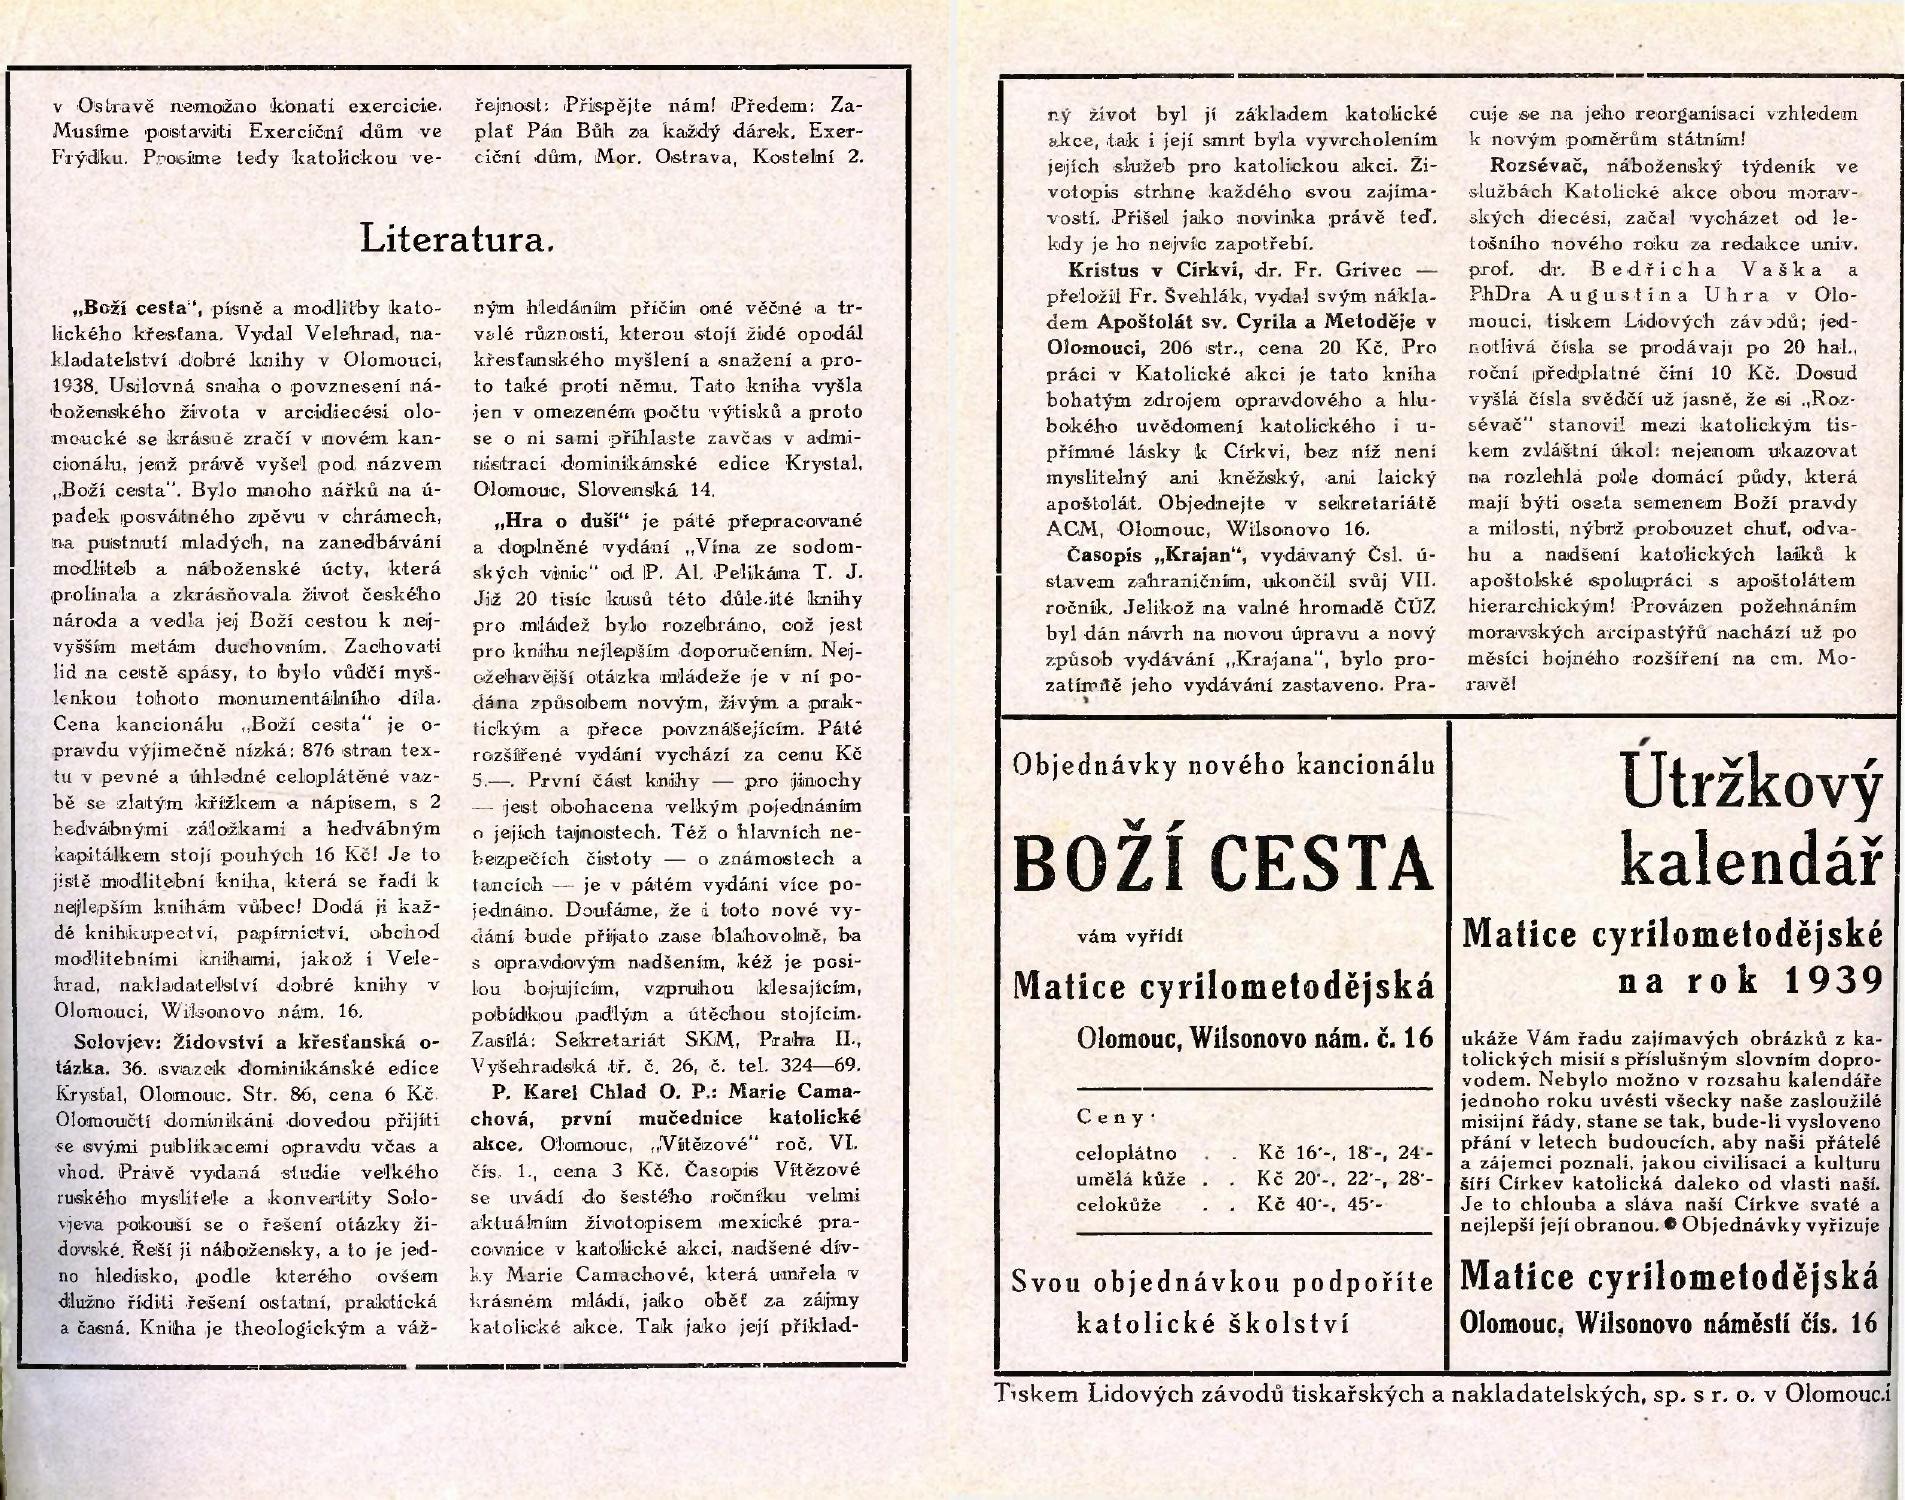 v Ostravě nemožno konati exercicie.
Musíme postaviti Exerciční dům ve
Frýdku. Prosíme tedy katolickou ve-
řejnost: Přispějte nám! Předem: Za-
plať Pán Bůh za každý dárek. Exer-
ciční dům, Mor. Ostrava, Kostelní 2.
Literatura.
„Boží cesta“, písně a modlitby kato-
lického křesťana. Vydal Velehrad, na-
kladatelství dobré knihy v Olomouci,
1938. Usilovná snaha o povznesení ná-
boženského života v arcidiecési olo-
moucké se krásně zračí v novém kan-
cionálu, jenž právě vyšel pod názvem
„Boží cesta“. Bylo mnoho nářků na ú-
padek posvátného zpěvu v chrámech,
na pustnutí mladých, na zanedbávání
modliteb a náboženské úcty, která
prolínala a zkrásňovala život českého
národa a vedla jej Boží cestou k nej-
vyšším metám duchovním. Zachovati
lid na cestě spásy, to bylo vůdčí myš-
lenkou tohoto monumentálního díla.
Cena kancionálu „Boží cesta“ je o-
pravdu výjimečně nízká: 876 stran tex-
tu v pevné a úhledné celoplátěné vaz-
bě se zlatým křížkem a nápisem, s 2
hedvábnými záložkami a hedvábným
kapitálkem stojí pouhých 16 Kč! Je to
jistě modlitební kniha, která se řadí k
nejlepším knihám vůbec! Dodá ji kaž-
dé knihkupectví, papírnictví, obchod
modlitebními knihami, jakož i Vele-
hrad, nakladatelství dobré knihy v
Olomouci, Wilsonovo nám. 16.
Solovjev: Židovství a křesťanská o-
tázka. 36. svazek dominikánské edice
Krystal, Olomouc. Str. 86, cena 6 Kč.
Olomoučtí dominikáni dovedou přijíti
se svými publikacemi opravdu včas a
vhod. Právě vydaná studie velkého
ruského myslitele a konvertity Solo-
vjeva pokouší se o řešení otázky ži-
dovské. Řeší ji nábožensky, a to je jed-
no hledisko, podle kterého ovšem
dlužno říditi řešení ostatní, praktická
a časná. Kniha je theologickým a váž-
ným hledáním příčin oné věčné a tr-
valé různosti, kterou stojí židé opodál
křesťanského myšlení a snažení a pro-
to také proti němu. Tato kniha vyšla
jen v omezeném počtu výtisků a proto
se o ni sami přihlaste zavčas v admi-
nistraci dominikánské edice Krystal,
Olomouc, Slovenská 14.
„Hra o duši“ je páté přepracované
a doplněné vydání „Vína ze sodom-
ských vinic“ od P. Al. Pelikána T. J.
Již 20 tisíc kusů této důležité knihy
pro mládež bylo rozebráno, což jest
pro knihu nejlepším doporučením. Nej-
ožehavější otázka mládeže je v ní po-
dána způsobem novým, živým a prak-
tickým a přece povznášejícím. Páté
rozšířené vydání vychází za cenu Kč
5.—. První část knihy — pro jinochy
— jest obohacena velkým pojednáním
o jejich tajnostech. Též o hlavních ne-
bezpečích čistoty — o známostech a
tancích — je v pátém vydání více po-
jednáno. Doufáme, že i toto nové vy-
dání bude přijato zase blahovolně, ba
s opravdovým nadšením, kéž je posi-
lou bojujícím, vzpruhou klesajícím,
pobídkou padlým a útěchou stojícím.
Zasílá: Sekretariát SKM, Praha II.,
Vyšehradská tř. č. 26, č. tel. 324—69.
P. Karel Chlad O. P.: Marie Cama-
chová, první mučednice katolické
akce. Olomouc, „Vítězové“ roč. VI.
čís. 1., cena 3 Kč. Časopis Vítězové
se uvádí do šestého ročníku velmi
aktuálním životopisem mexické pra-
covnice v katolické akci, nadšené dív-
ky Marie Camachové, která umřela v
krásném mládí, jako oběť za zájmy
katolické akce. Tak jako její příklad-
ný život byl jí základem katolické
akce, tak i její smrt byla vyvrcholením
jejích služeb pro katolickou akci. Ži-
votopis strhne každého svou zajíma-
vostí. Přišel jako novinka právě teď.
kdy je ho nejvíc zapotřebí.
Kristus v Církvi, dr. Fr. Grivec —
přeložil Fr. Švehlák, vydal svým nákla-
dem Apoštolát sv. Cyrila a Metoděje v
Olomouci, 206 str., cena 20 Kč. Pro
práci v Katolické akci je tato kniha
bohatým zdrojem opravdového a hlu-
bokého uvědomení katolického i u-
přímné lásky k Církvi, bez níž není
myslitelný ani kněžský, ani laický
apoštolát. Objednejte v sekretariátě
ACM, Olomouc, Wilsonovo 16.
Časopis „Krajan“, vydávaný Čsl. ú-
stavem zahraničním, ukončil svůj VII.
ročník. Jelikož na valné hromadě ČÚZ
byl dán návrh na novou úpravu a nový
způsob vydávání „Krajana“, bylo pro-
zatímně jeho vydávání zastaveno. Pra-
cuje se na jeho reorganisaci vzhledem
k novým poměrům státním!
Rozsévač, náboženský týdeník ve
službách Katolické akce obou morav-
ských diecésí, začal vycházet od le-
tošního nového roku za redakce univ.
prof. dr. Bedřicha Vaška a
PhDra Augustina Uhra v Olo-
mouci, tiskem Lidových závodů; jed-
notlivá čísla se prodávají po 20 hal.,
roční předplatné činí 10 Kč. Dosud
vyšlá čísla svědčí už jasně, že si „Roz-
sévač“ stanovil mezi katolickým tis-
kem zvláštní úkol: nejenom ukazovat
na rozlehlá pole domácí půdy, která
mají býti oseta semenem Boží pravdy
a milosti, nýbrž probouzet chuť, odva-
hu a nadšení katolických laiků k
apoštolské spolupráci s apoštolátem
hierarchickým! Provázen požehnáním
moravských arcipastýřů nachází už po
měsíci hojného rozšíření na cm. Mo-
ravě!
Objednávky nového kancionálu
BOŽÍ CESTA
vám vyřídí
Matice cyrilometodějská
Olomouc, Wilsonovo nám. č. 16
Ceny:
celoplátno . . Kč 16·-, 18·-, 24·-
umělá kůže . . Kč 20·-, 22·-, 28·-
celokůže . . Kč 40·-, 45·-
Svou objednávkou podpoříte
katolické školství
Útržkový
kalendář
Matice cyrilometodějské
na rok 1939
ukáže Vám řadu zajímavých obrázků z ka-
tolických misií s příslušným slovním dopro-
vodem. Nebylo možno v rozsahu kalendáře
jednoho roku uvésti všecky naše zasloužilé
misijní řády, stane se tak, bude-li vysloveno
přání v letech budoucích, aby naši přátelé
a zájemci poznali, jakou civilisaci a kulturu
šíří Církev katolická daleko od vlasti naší.
Je to chlouba a sláva naší Církve svaté a
nejlepší její obranou. ● Objednávky vyřizuje
Matice cyrilometodějská
Olomouc, Wilsonovo náměstí čís. 16
Tiskem Lidových závodů tiskařských a nakladatelských, sp. s r. o. v Olomouci